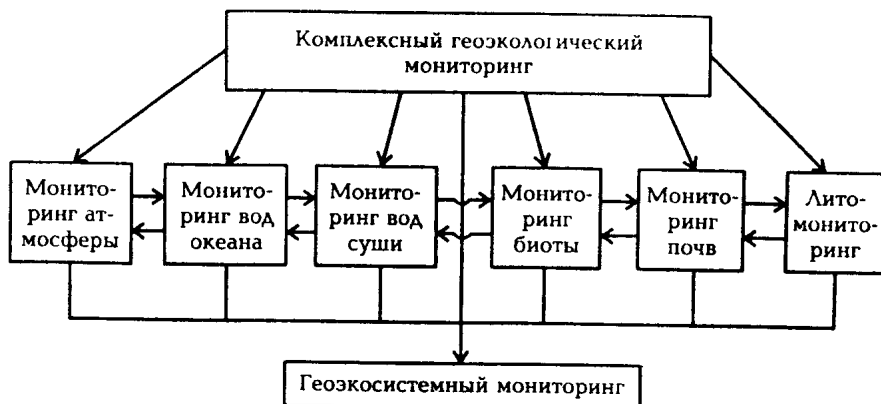 Комплексный геоэкологический
мониторинг
Монито-
ринг ат-
мосферы
Монито-
ринг вод
океана
Монито-
ринг вод
суши
Монито-
ринг
биоты
Монито-
ринг
почв
Лито-
монито-
ринг
Геоэкосистемный мониторинг